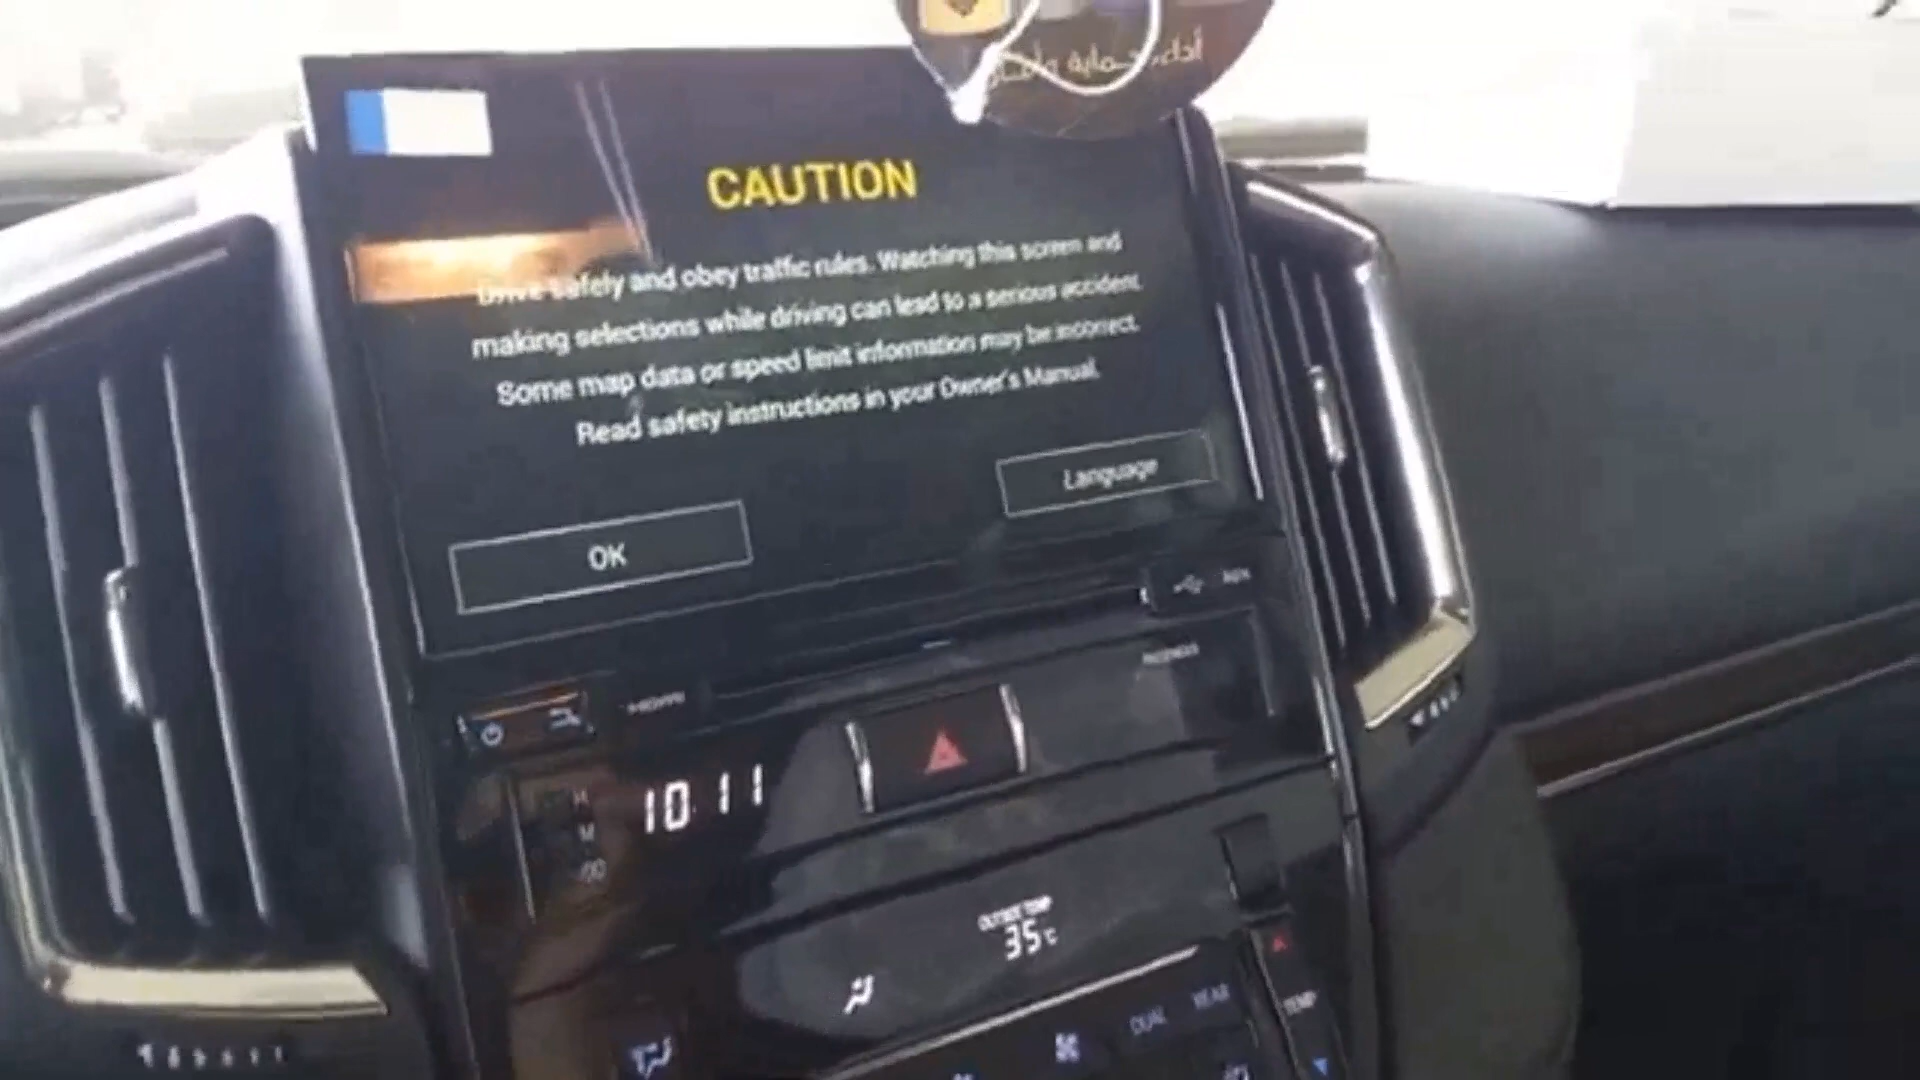 CAUTION
Drive safely and obey traffic rules. Watching this screen and
making selections while driving can lead to a serious accident.
Some map data or speed limit information may be incorrect.
Read safety instructions in your Owner's Manual.
Language
OK
10:11
H
M
:00
OUTSIDE TEMP
35°C
DUAL
REAR
TEMP